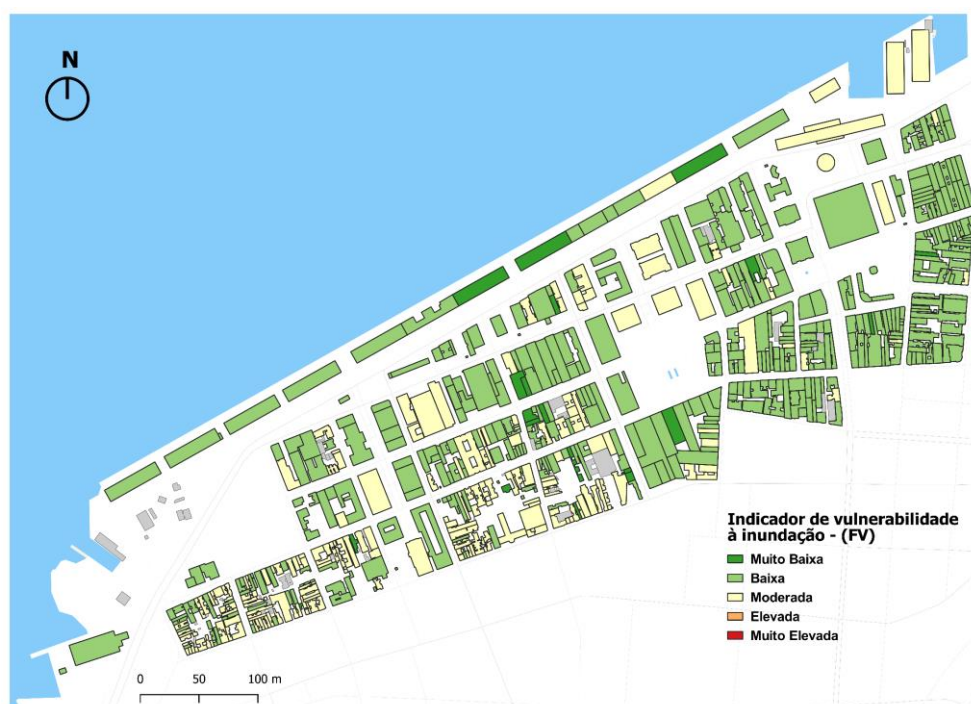 N
Indicador de vulnerabilidade
à inundação - (FV)
Muito Baixa
Baixa
Moderada
Elevada
Muito Elevada
0 50 100 m